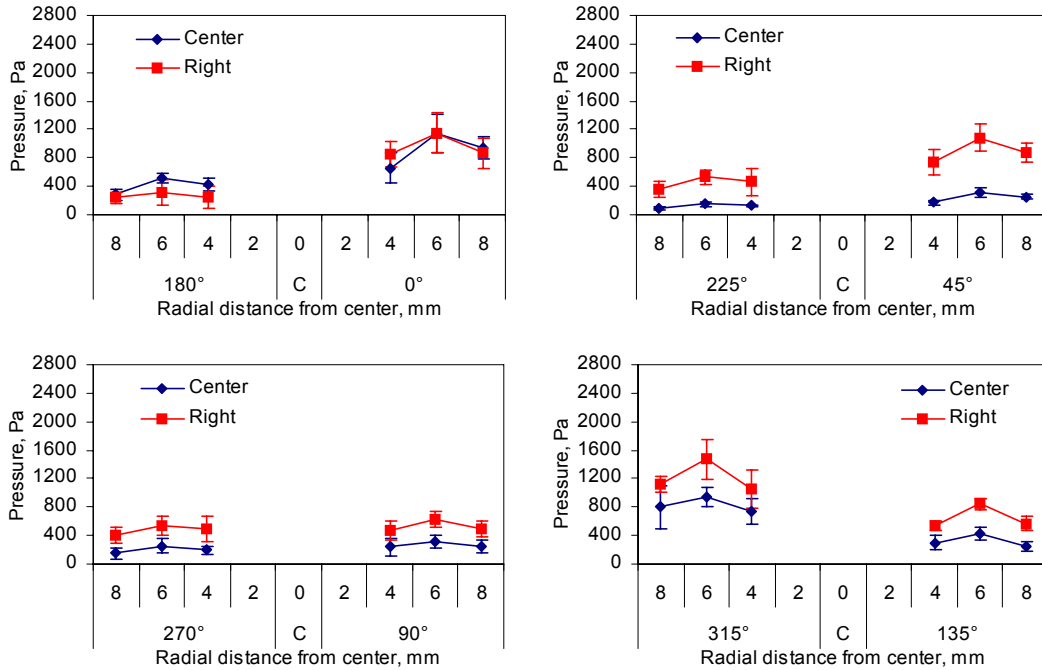 2800
2400
2000
1600
1200
800
400
0
Pressure, Pa
Center
Right
8 6 4 2 0 2 4 6 8
180° C 0°
Radial distance from center, mm
2800
2400
2000
1600
1200
800
400
0
Pressure, Pa
Center
Right
8 6 4 2 0 2 4 6 8
225° C 45°
Radial distance from center, mm
2800
2400
2000
1600
1200
800
400
0
Pressure, Pa
Center
Right
8 6 4 2 0 2 4 6 8
270° C 90°
Radial distance from center, mm
2800
2400
2000
1600
1200
800
400
0
Pressure, Pa
Center
Right
8 6 4 2 0 2 4 6 8
315° C 135°
Radial distance from center, mm